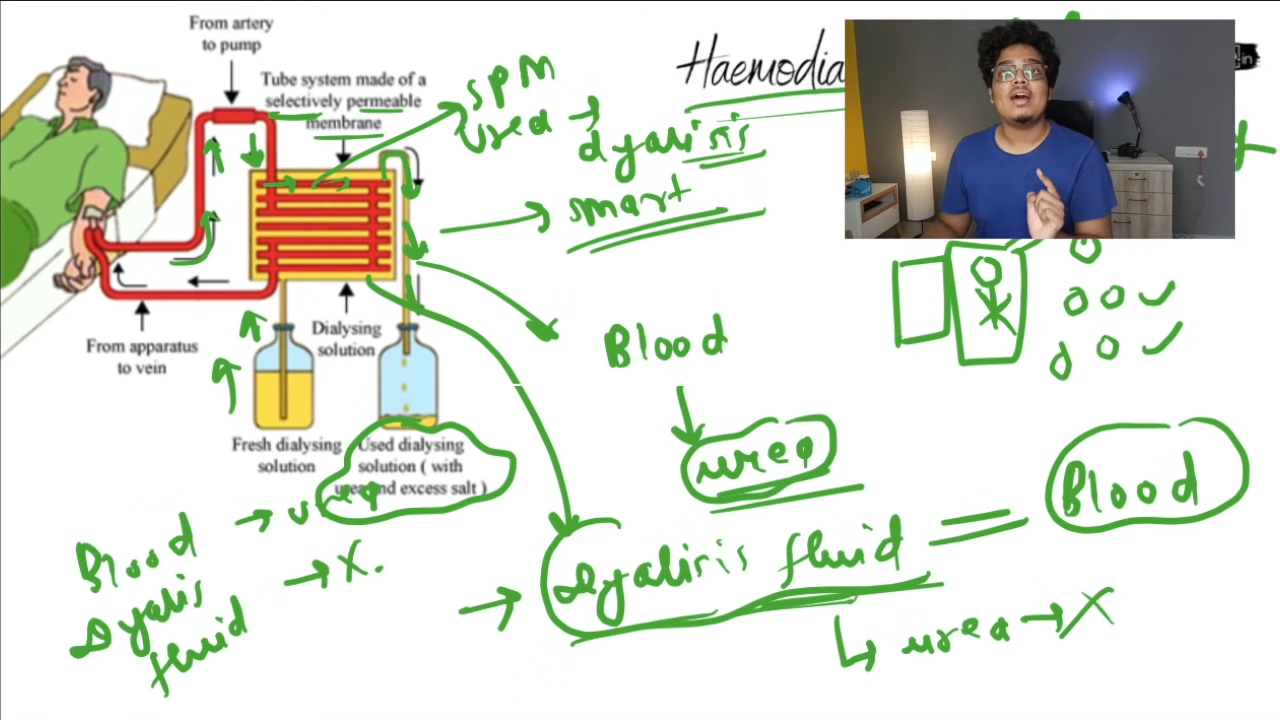 From artery
to pump
Tube system made of a
selectively permeable
membrane
Haemodia
SPM
urea →
dyalisis
smart
From apparatus
to vein
Dialysing
solution
Fresh dialysing
solution
Used dialysing
solution ( with
urea and excess salt )
Blood
urea
Blood → urea
Dyalis
fluid → X.
→ Dyalisis fluid = Blood
↳ urea → X
in